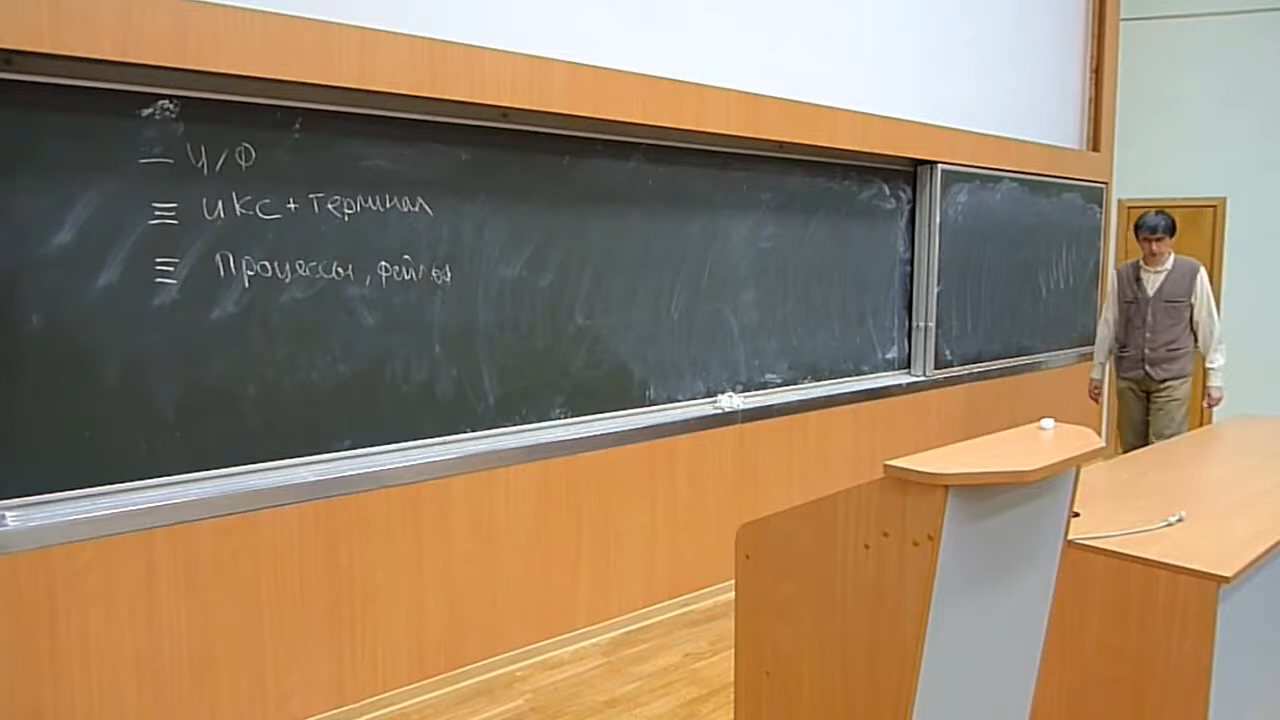 — Ч/Ф
≡ ИКС + Терминал
≡ Процессы, файлы